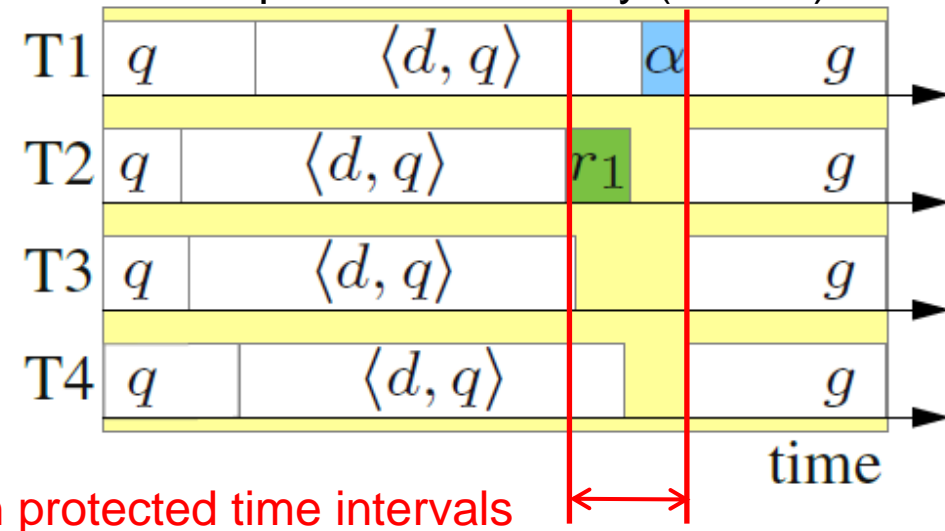 T1 q ⟨d, q⟩ α g
T2 q ⟨d, q⟩ r₁ g
T3 q ⟨d, q⟩ g
T4 q ⟨d, q⟩ g
time
protected time intervals